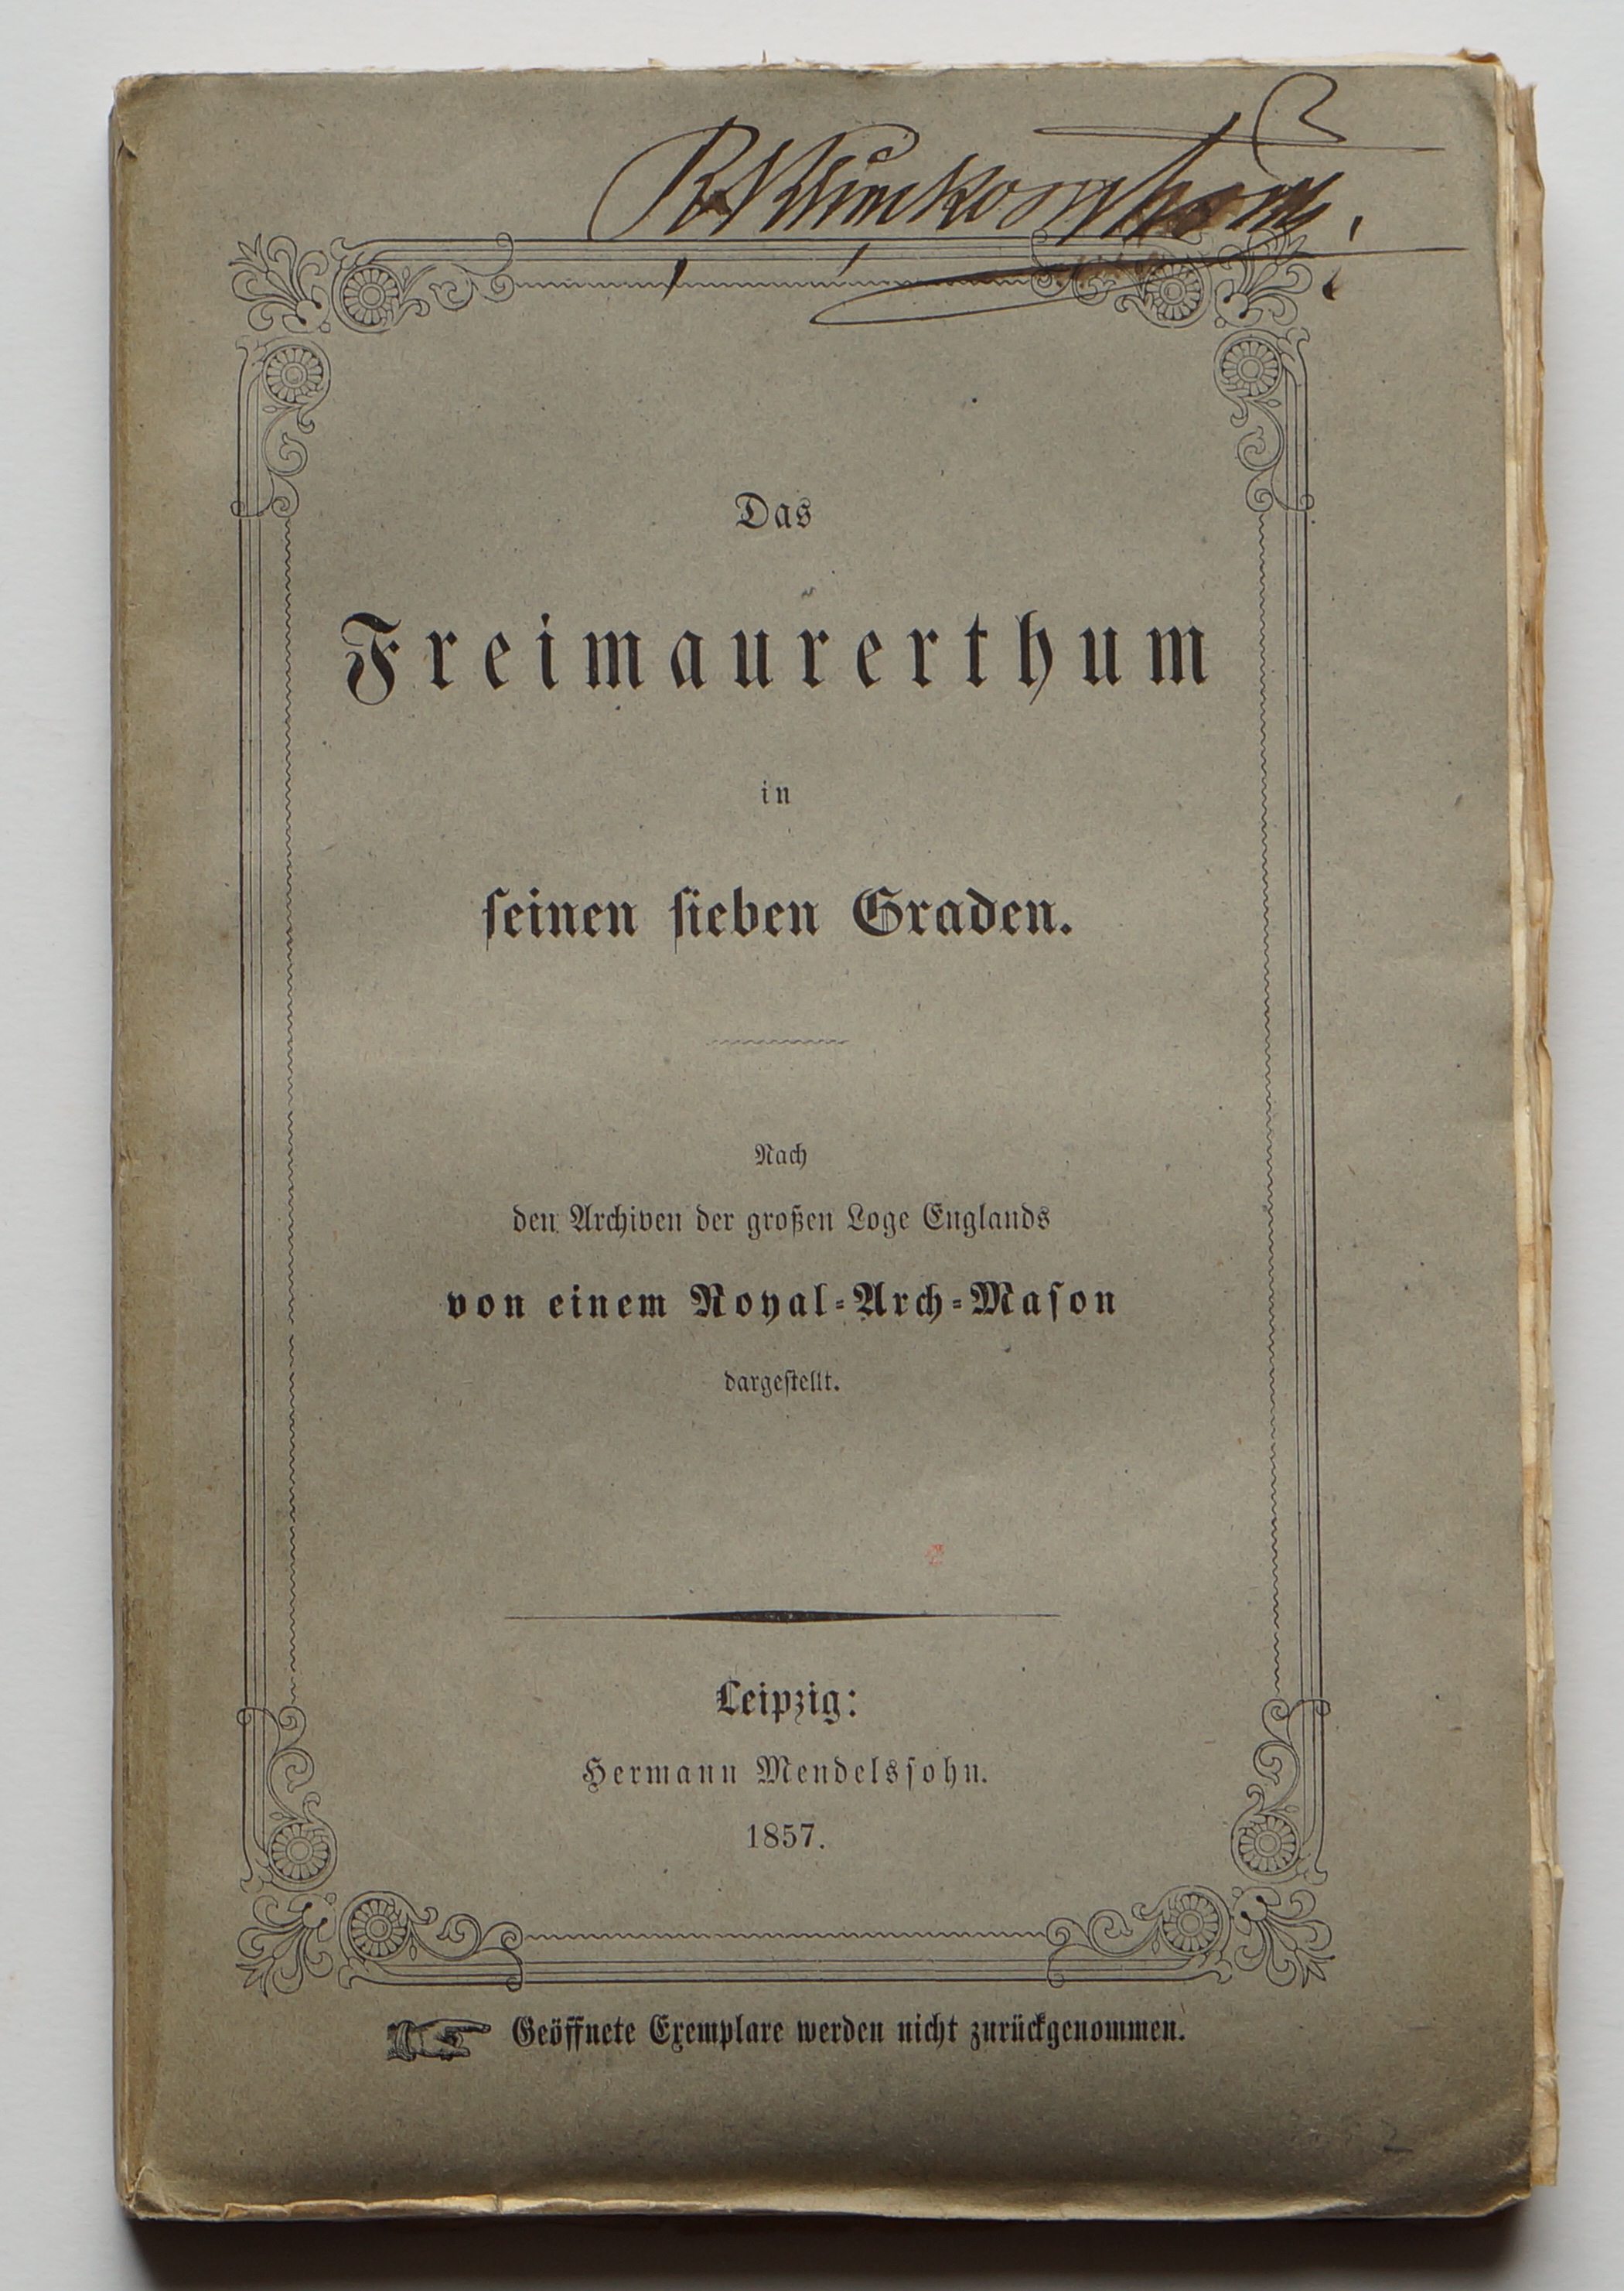 Das
Freimaurerthum
in
ſeinen ſieben Graden.
Nach
den Archiven der großen Loge Englands
von einem Royal-Arch-Maſon
dargeſtellt.
Leipzig:
Hermann Mendelsſohn.
1857.
Geöffnete Exemplare werden nicht zurückgenommen.